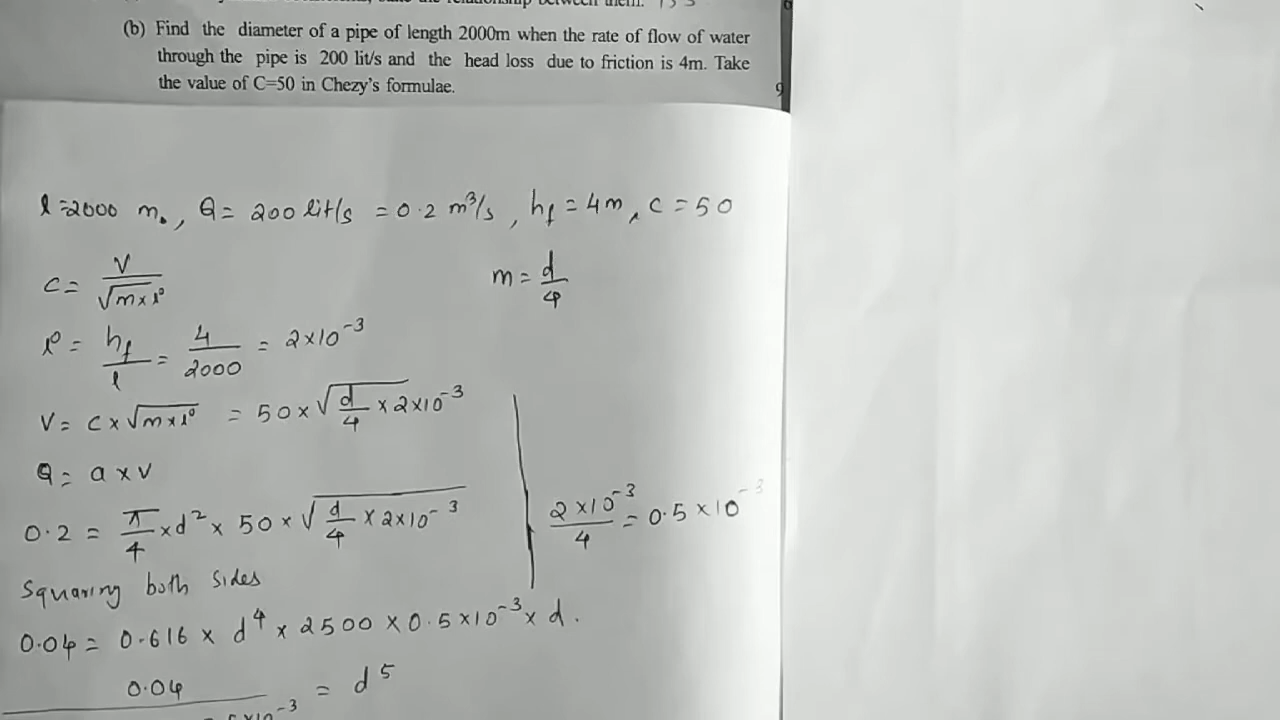 (b) Find the diameter of a pipe of length 2000m when the rate of flow of water
through the pipe is 200 lit/s and the head loss due to friction is 4m. Take
the value of C=50 in Chezy's formulae.
l=2000 m., Q= 200 lit/s = 0.2 m³/s, hf = 4m, C = 50
C = V/√m×i
m = d/4
i = hf/l = 4/2000 = 2×10⁻³
V= C×√m×i = 50×√d/4 ×2×10⁻³
Q= a×V
0.2 = π/4 ×d² × 50×√d/4 ×2×10⁻³
2×10⁻³/4 = 0.5×10⁻³
Squaring both sides
0.04 = 0.616 × d⁴ × 2500 × 0.5×10⁻³× d.
0.04 = d⁵